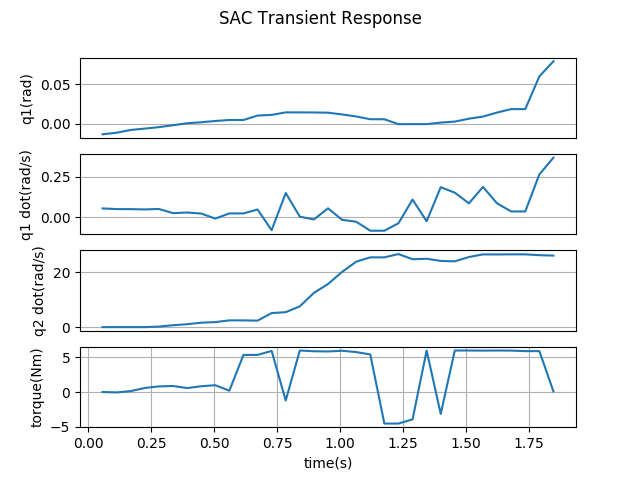 SAC Transient Response
q1(rad)
0.05
0.00
q1 dot(rad/s)
0.25
0.00
q2 dot(rad/s)
20
0
torque(Nm)
5
0
−5
0.00 0.25 0.50 0.75 1.00 1.25 1.50 1.75
time(s)